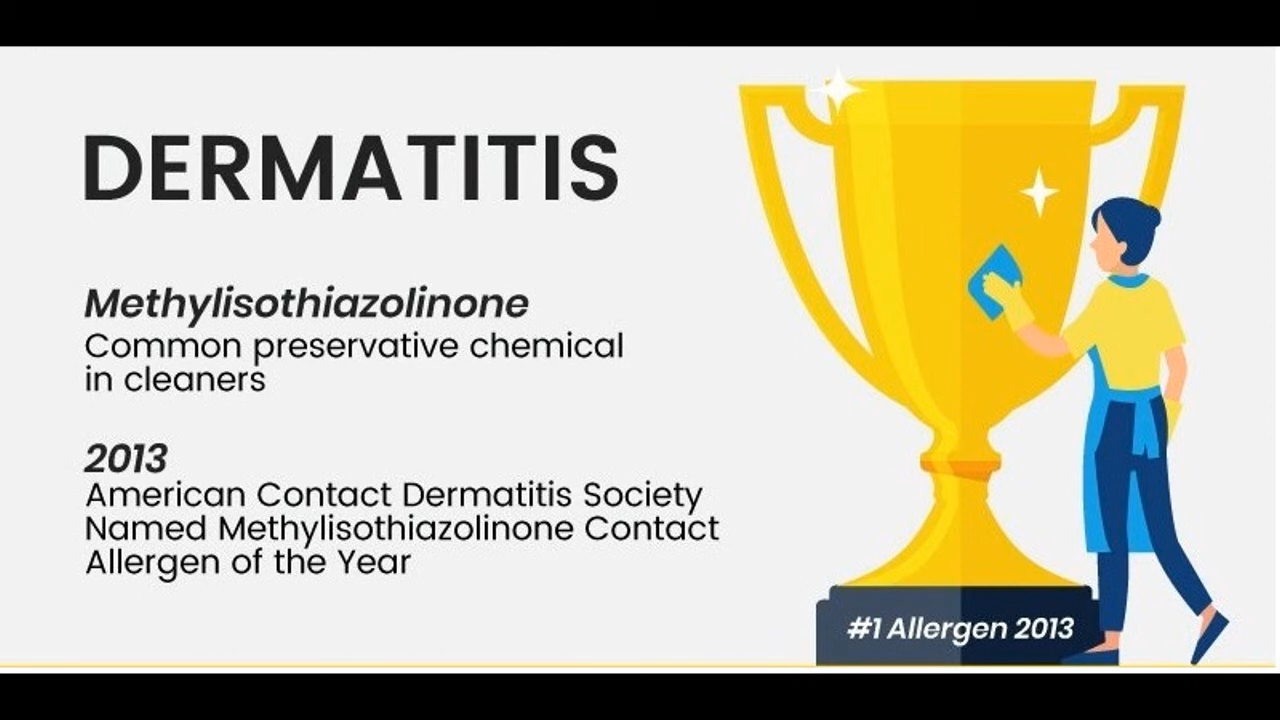 DERMATITIS
Methylisothiazolinone
Common preservative chemical
in cleaners
2013
American Contact Dermatitis Society
Named Methylisothiazolinone Contact
Allergen of the Year
#1 Allergen 2013